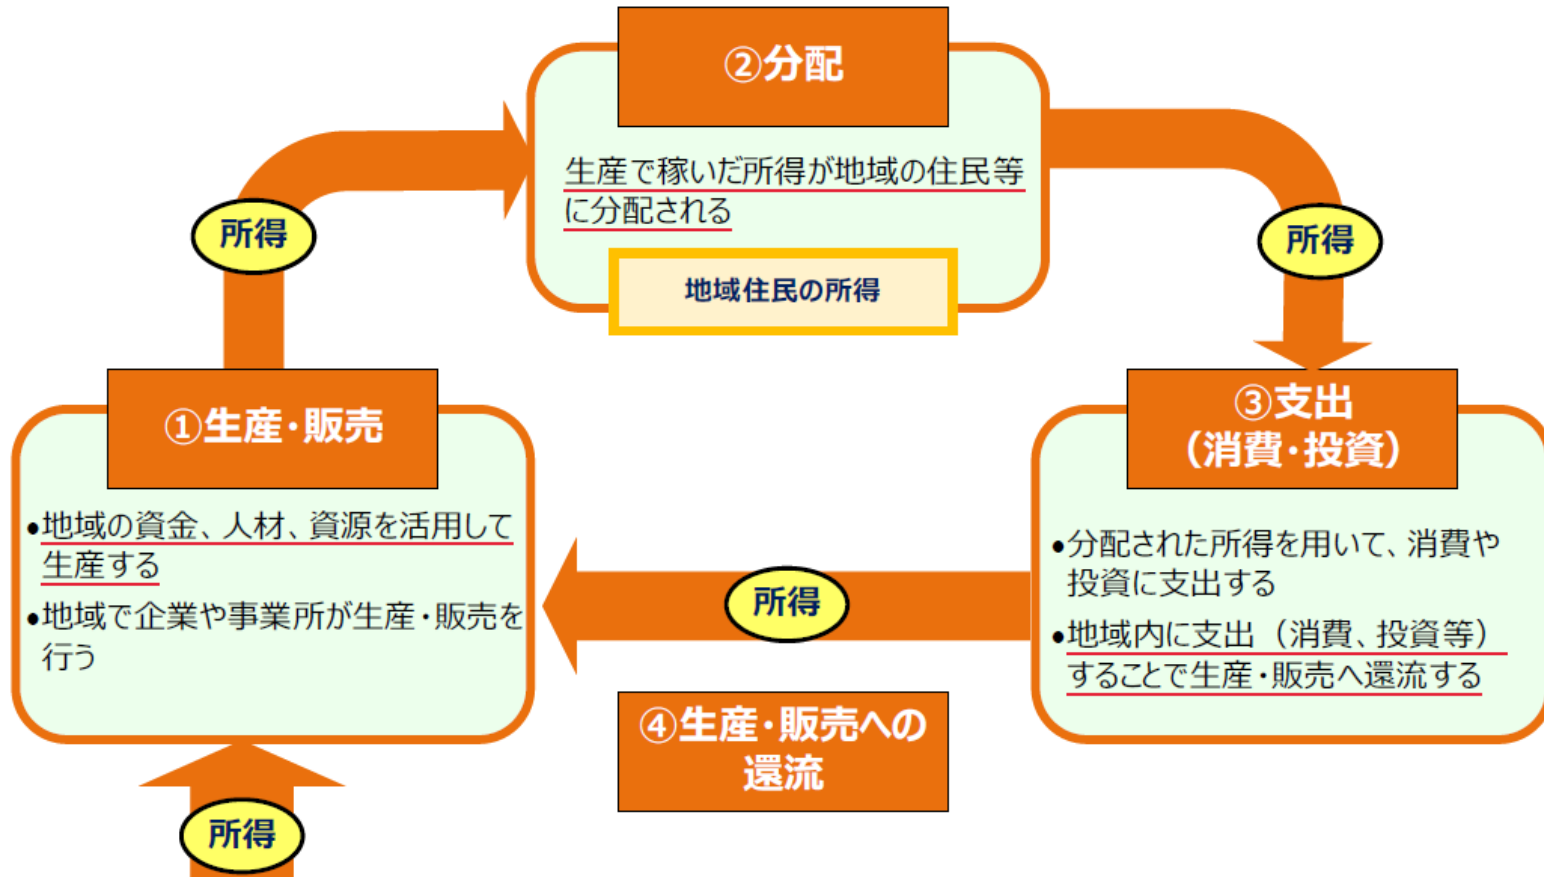 ②分配
生産で稼いだ所得が地域の住民等
に分配される
地域住民の所得
所得
所得
①生産・販売
●地域の資金、人材、資源を活用して
生産する
●地域で企業や事業所が生産・販売を
行う
③支出
（消費・投資）
●分配された所得を用いて、消費や
投資に支出する
●地域内に支出（消費、投資等）
することで生産・販売へ還流する
所得
④生産・販売への
還流
所得